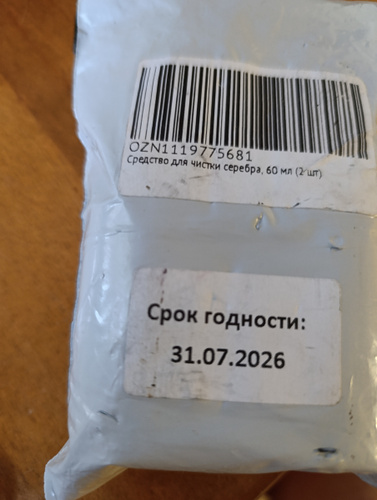 OZN1119775681
Средство для чистки серебра, 60 мл (2 шт)
Срок годности:
31.07.2026